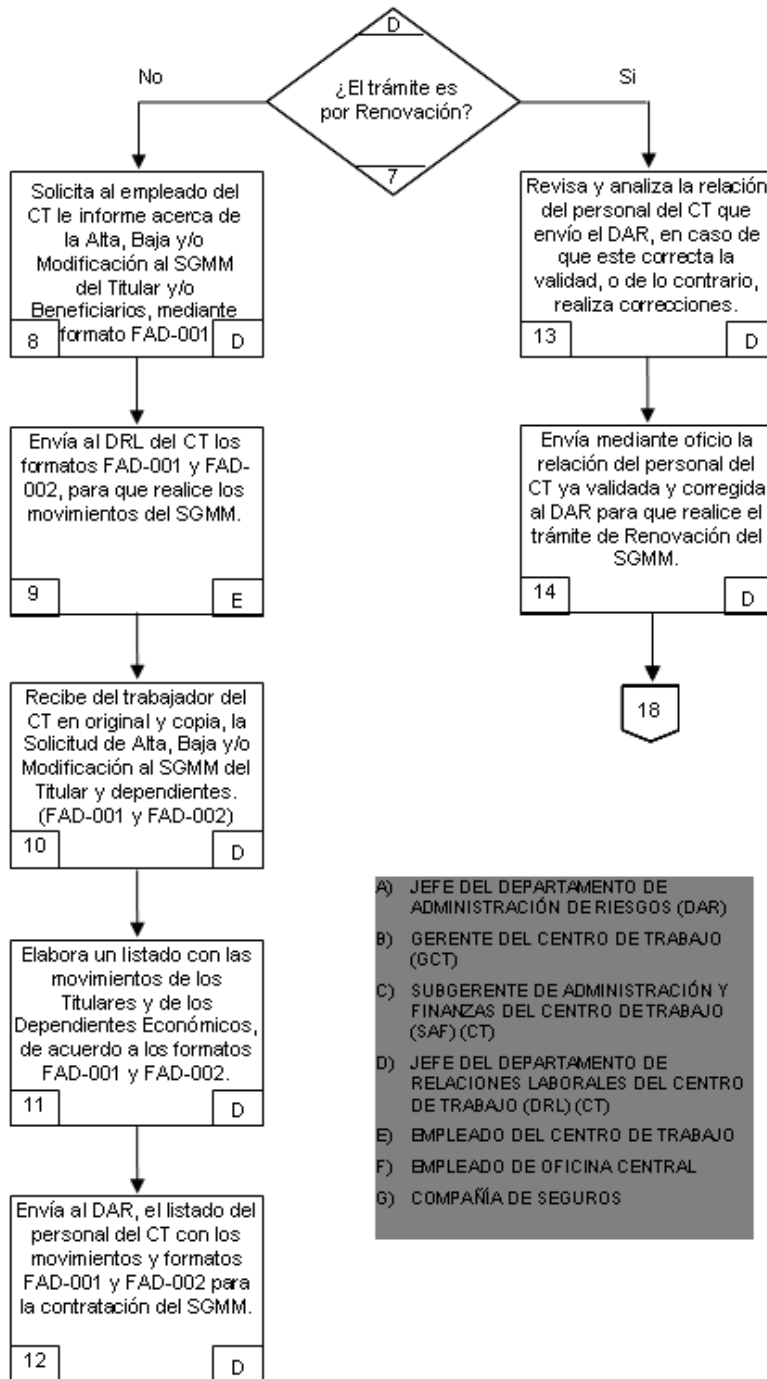 D
¿El trámite es
por Renovación?
7
No
Si
Solicita al empleado del
CT le informe acerca de
la Alta, Baja y/o
Modificación al SGMM
del Titular y/o
Beneficiarios, mediante
formato FAD-001
8
D
Envía al DRL del CT los
formatos FAD-001 y FAD-
002, para que realice los
movimientos del SGMM.
9
E
Recibe del trabajador del
CT en original y copia, la
Solicitud de Alta, Baja y/o
Modificación al SGMM del
Titular y dependientes.
(FAD-001 y FAD-002)
10
D
Elabora un listado con las
movimientos de los
Titulares y de los
Dependientes Económicos,
de acuerdo a los formatos
FAD-001 y FAD-002.
11
D
Envía al DAR, el listado del
personal del CT con los
movimientos y formatos
FAD-001 y FAD-002 para
la contratación del SGMM.
12
D
Revisa y analiza la relación
del personal del CT que
envío el DAR, en caso de
que este correcta la
validad, o de lo contrario,
realiza correcciones.
13
D
Envía mediante oficio la
relación del personal del
CT ya validada y corregida
al DAR para que realice el
trámite de Renovación del
SGMM.
14
D
18
A) JEFE DEL DEPARTAMENTO DE
ADMINISTRACIÓN DE RIESGOS (DAR)
B) GERENTE DEL CENTRO DE TRABAJO
(GCT)
C) SUBGERENTE DE ADMINISTRACIÓN Y
FINANZAS DEL CENTRO DE TRABAJO
(SAF) (CT)
D) JEFE DEL DEPARTAMENTO DE
RELACIONES LABORALES DEL CENTRO
DE TRABAJO (DRL) (CT)
E) EMPLEADO DEL CENTRO DE TRABAJO
F) EMPLEADO DE OFICINA CENTRAL
G) COMPAÑÍA DE SEGUROS